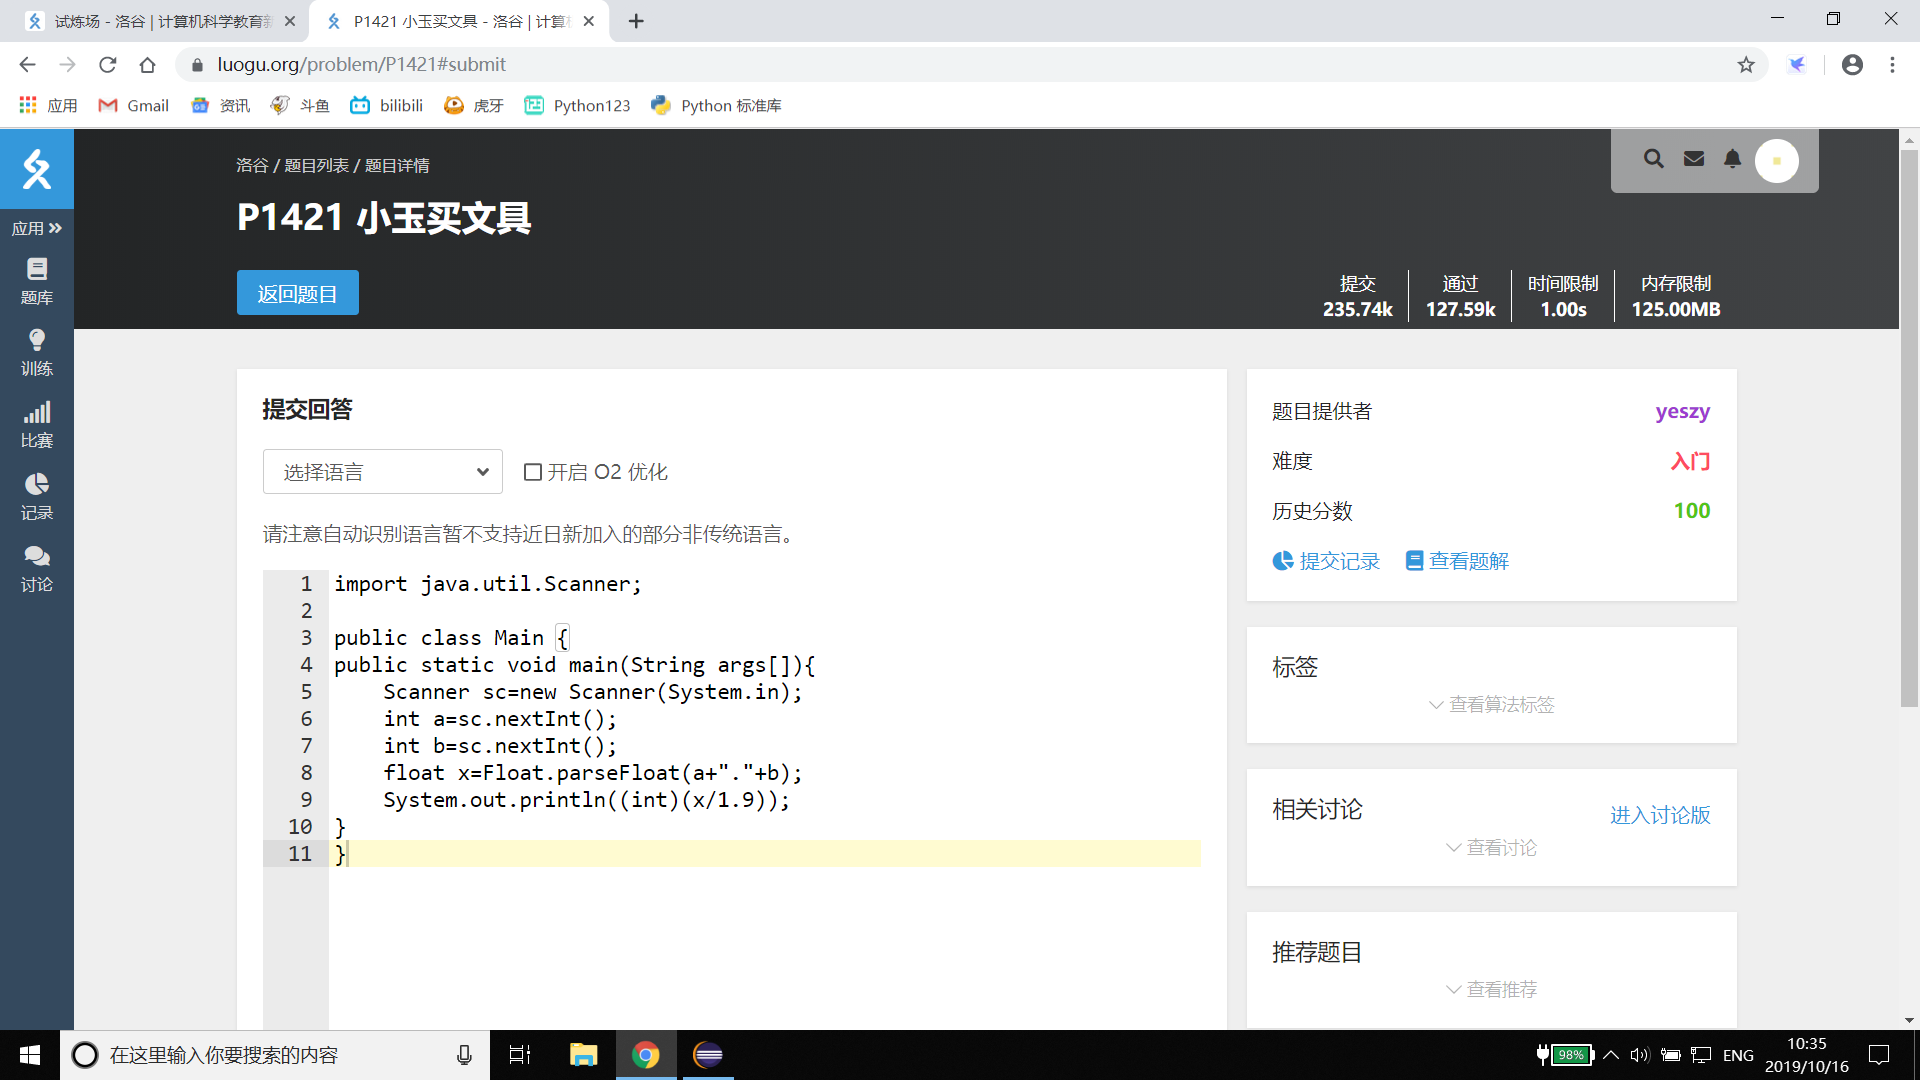 试炼场 - 洛谷 | 计算机科学教育新
P1421 小玉买文具 - 洛谷 | 计算机
luogu.org/problem/P1421#submit
应用
Gmail
资讯
斗鱼
bilibili
虎牙
Python123
Python 标准库
洛谷 / 题目列表 / 题目详情
P1421 小玉买文具
应用
题库
训练
比赛
记录
讨论
返回题目
提交
235.74k
通过
127.59k
时间限制
1.00s
内存限制
125.00MB
提交回答
选择语言
开启 O2 优化
请注意自动识别语言暂不支持近日新加入的部分非传统语言。
1 import java.util.Scanner;
2
3 public class Main {
4 public static void main(String args[]){
5     Scanner sc=new Scanner(System.in);
6     int a=sc.nextInt();
7     int b=sc.nextInt();
8     float x=Float.parseFloat(a+"."+b);
9     System.out.println((int)(x/1.9));
10 }
11 }
题目提供者 yeszy
难度 入门
历史分数 100
提交记录 查看题解
标签
查看算法标签
相关讨论 进入讨论版
查看讨论
推荐题目
查看推荐
在这里输入你要搜索的内容
98%
ENG
10:35
2019/10/16